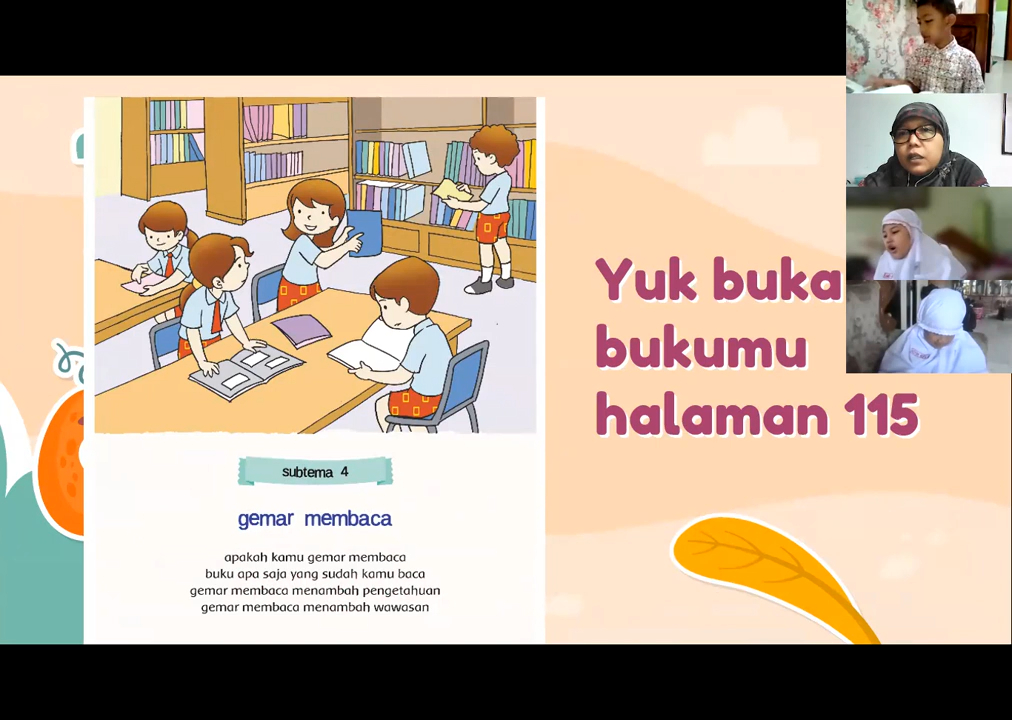 subtema 4
gemar membaca
apakah kamu gemar membaca
buku apa saja yang sudah kamu baca
gemar membaca menambah pengetahuan
gemar membaca menambah wawasan
Yuk buka
bukumu
halaman 115